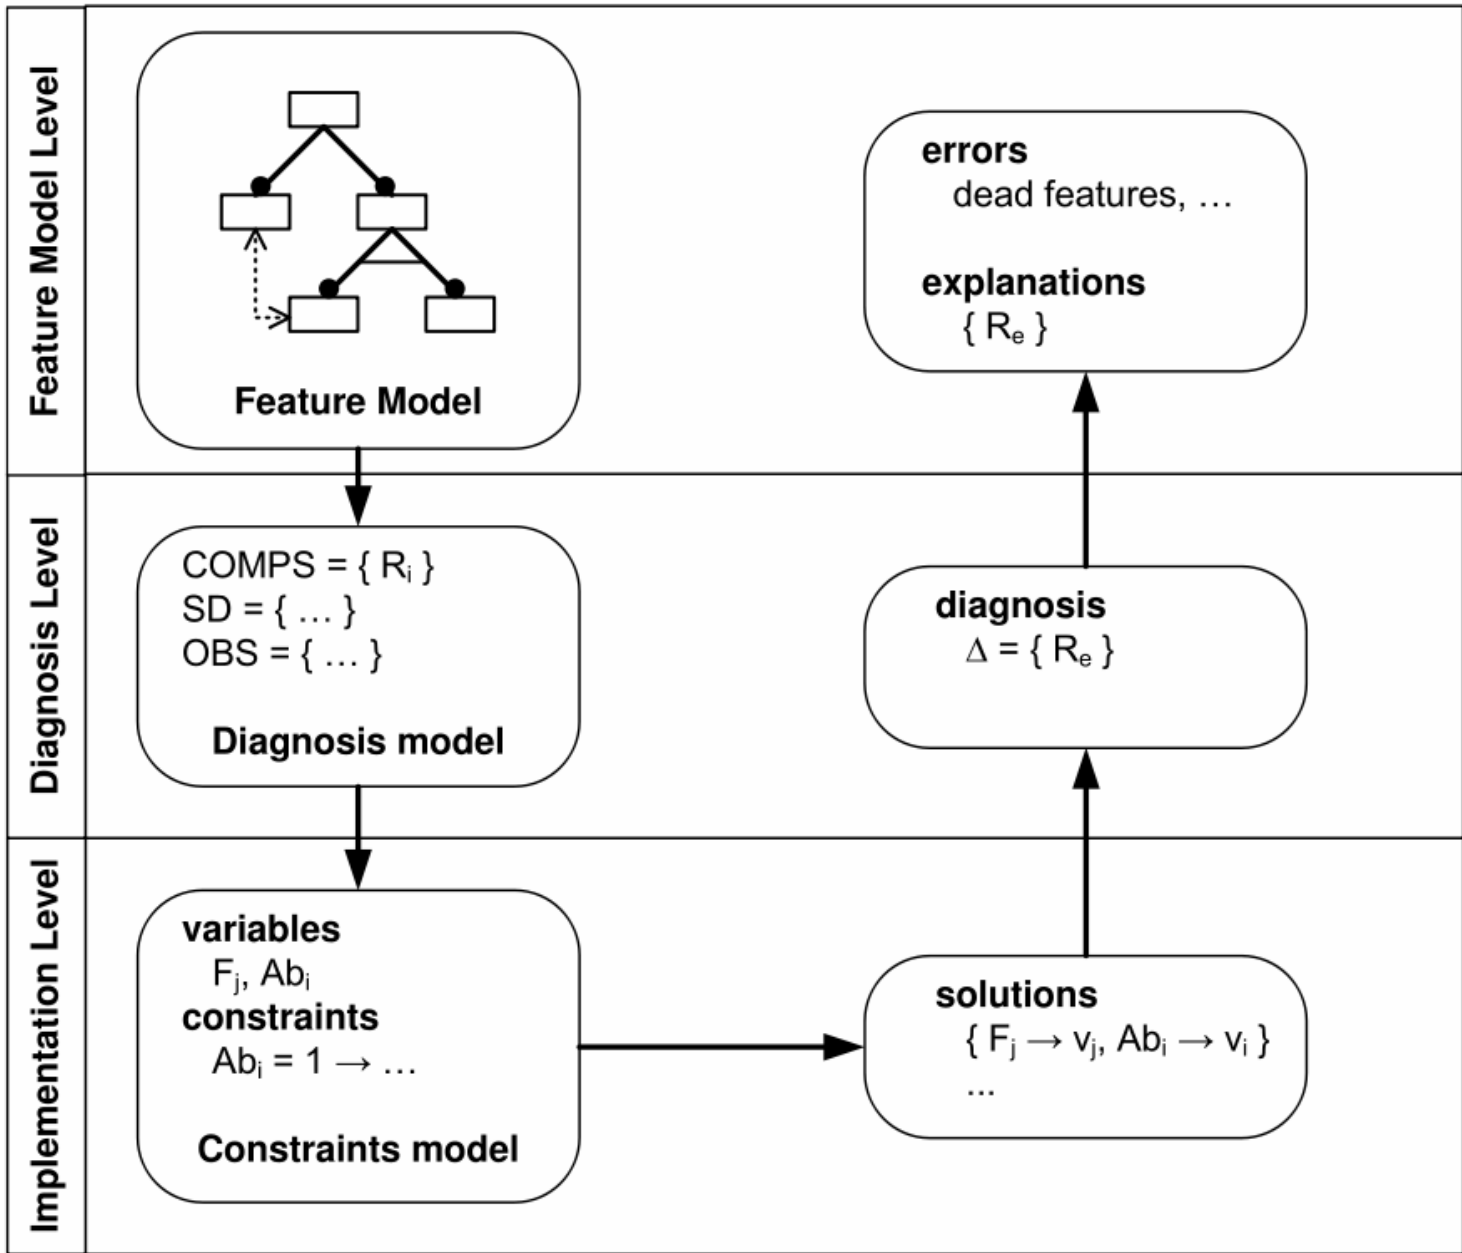 Feature Model Level
Feature Model
errors
dead features, …
explanations
{ Rₑ }
Diagnosis Level
COMPS = { Rᵢ }
SD = { … }
OBS = { … }
Diagnosis model
diagnosis
Δ = { Rₑ }
Implementation Level
variables
Fⱼ, Abᵢ
constraints
Abᵢ = 1 → …
Constraints model
solutions
{ Fⱼ → vⱼ, Abᵢ → vᵢ }
...